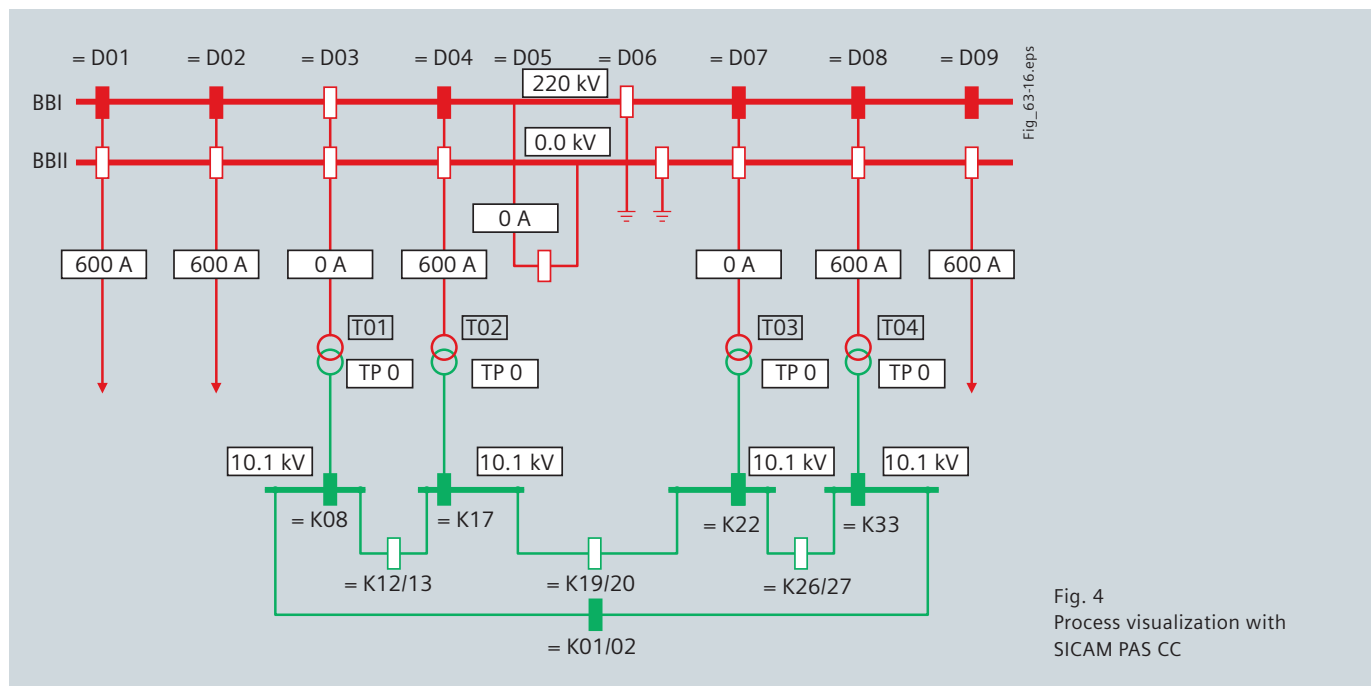 = D01 = D02 = D03 = D04 = D05 = D06 = D07 = D08 = D09
Fig_63-16.eps
220 kV
BBI
0.0 kV
BBII
0 A
600 A 600 A 0 A 600 A 0 A 600 A 600 A
T01 T02 T03 T04
TP 0 TP 0 TP 0 TP 0
10.1 kV 10.1 kV 10.1 kV 10.1 kV
= K08 = K17 = K22 = K33
= K12/13 = K19/20 = K26/27
= K01/02
Fig. 4
Process visualization with
SICAM PAS CC